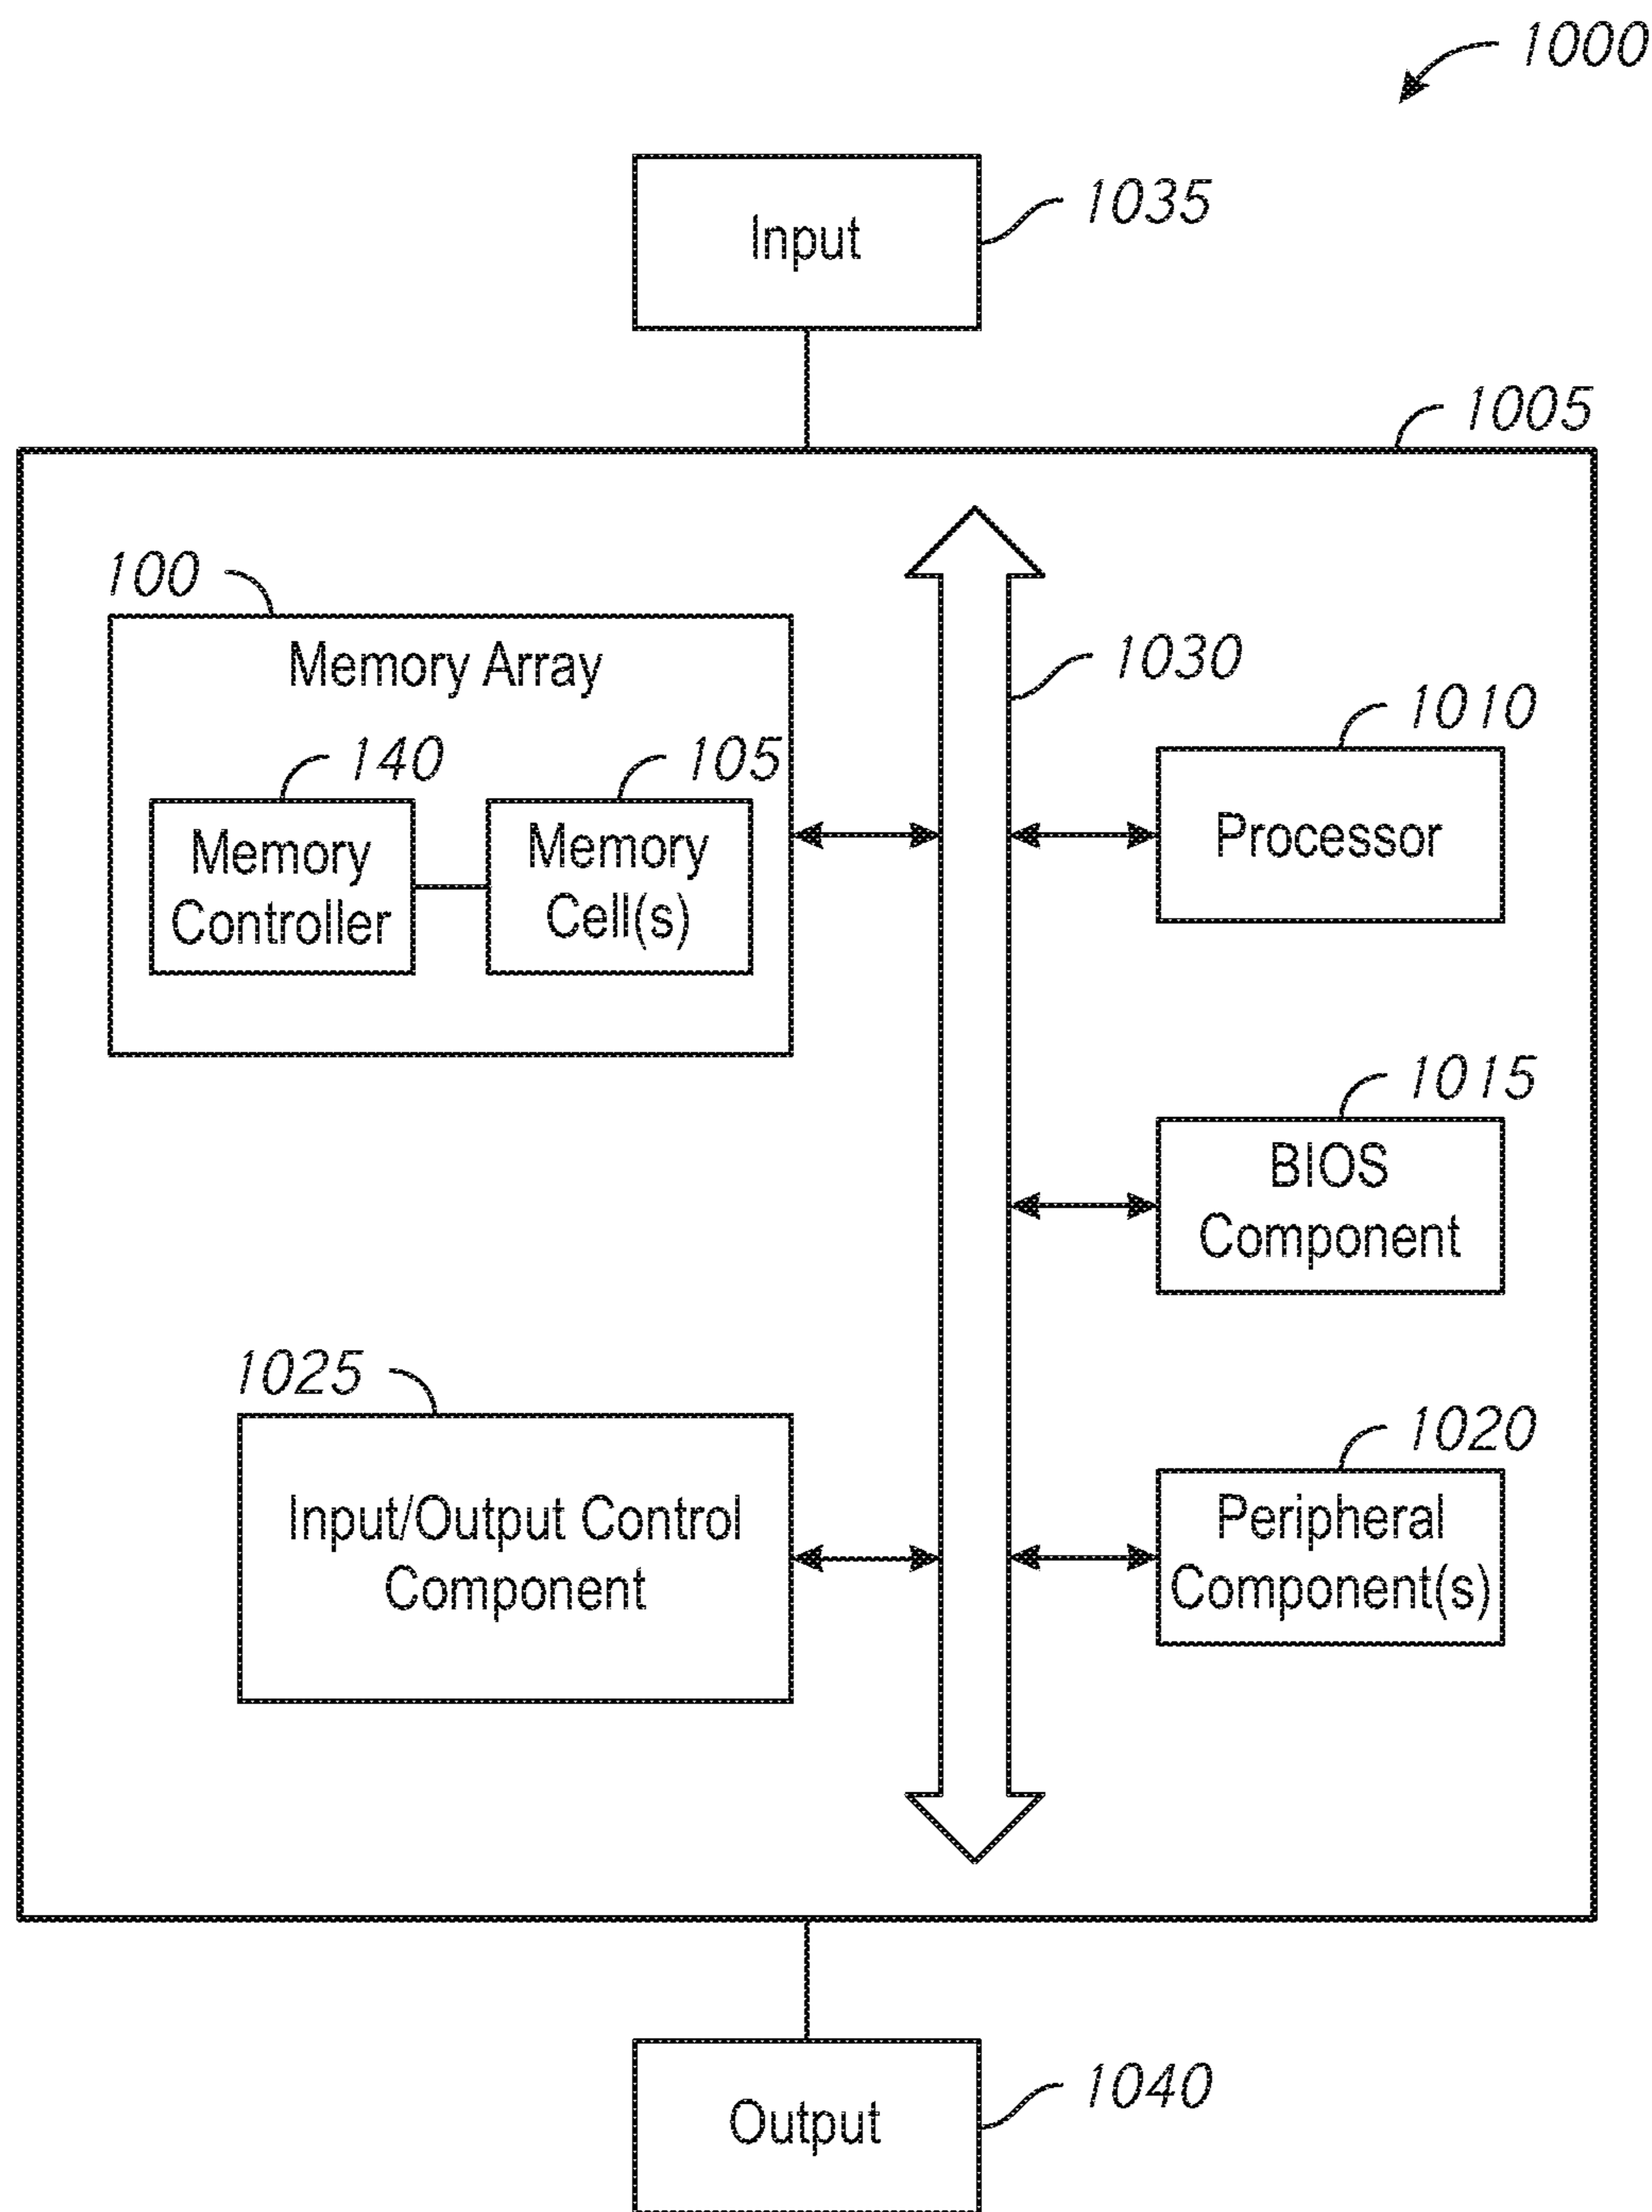 1000
1035
Input
1005
100
Memory Array
1030
1010
140
105
Memory
Controller
Memory
Cell(s)
Processor
1015
BIOS
Component
1025
1020
Input/Output Control
Component
Peripheral
Component(s)
1040
Output